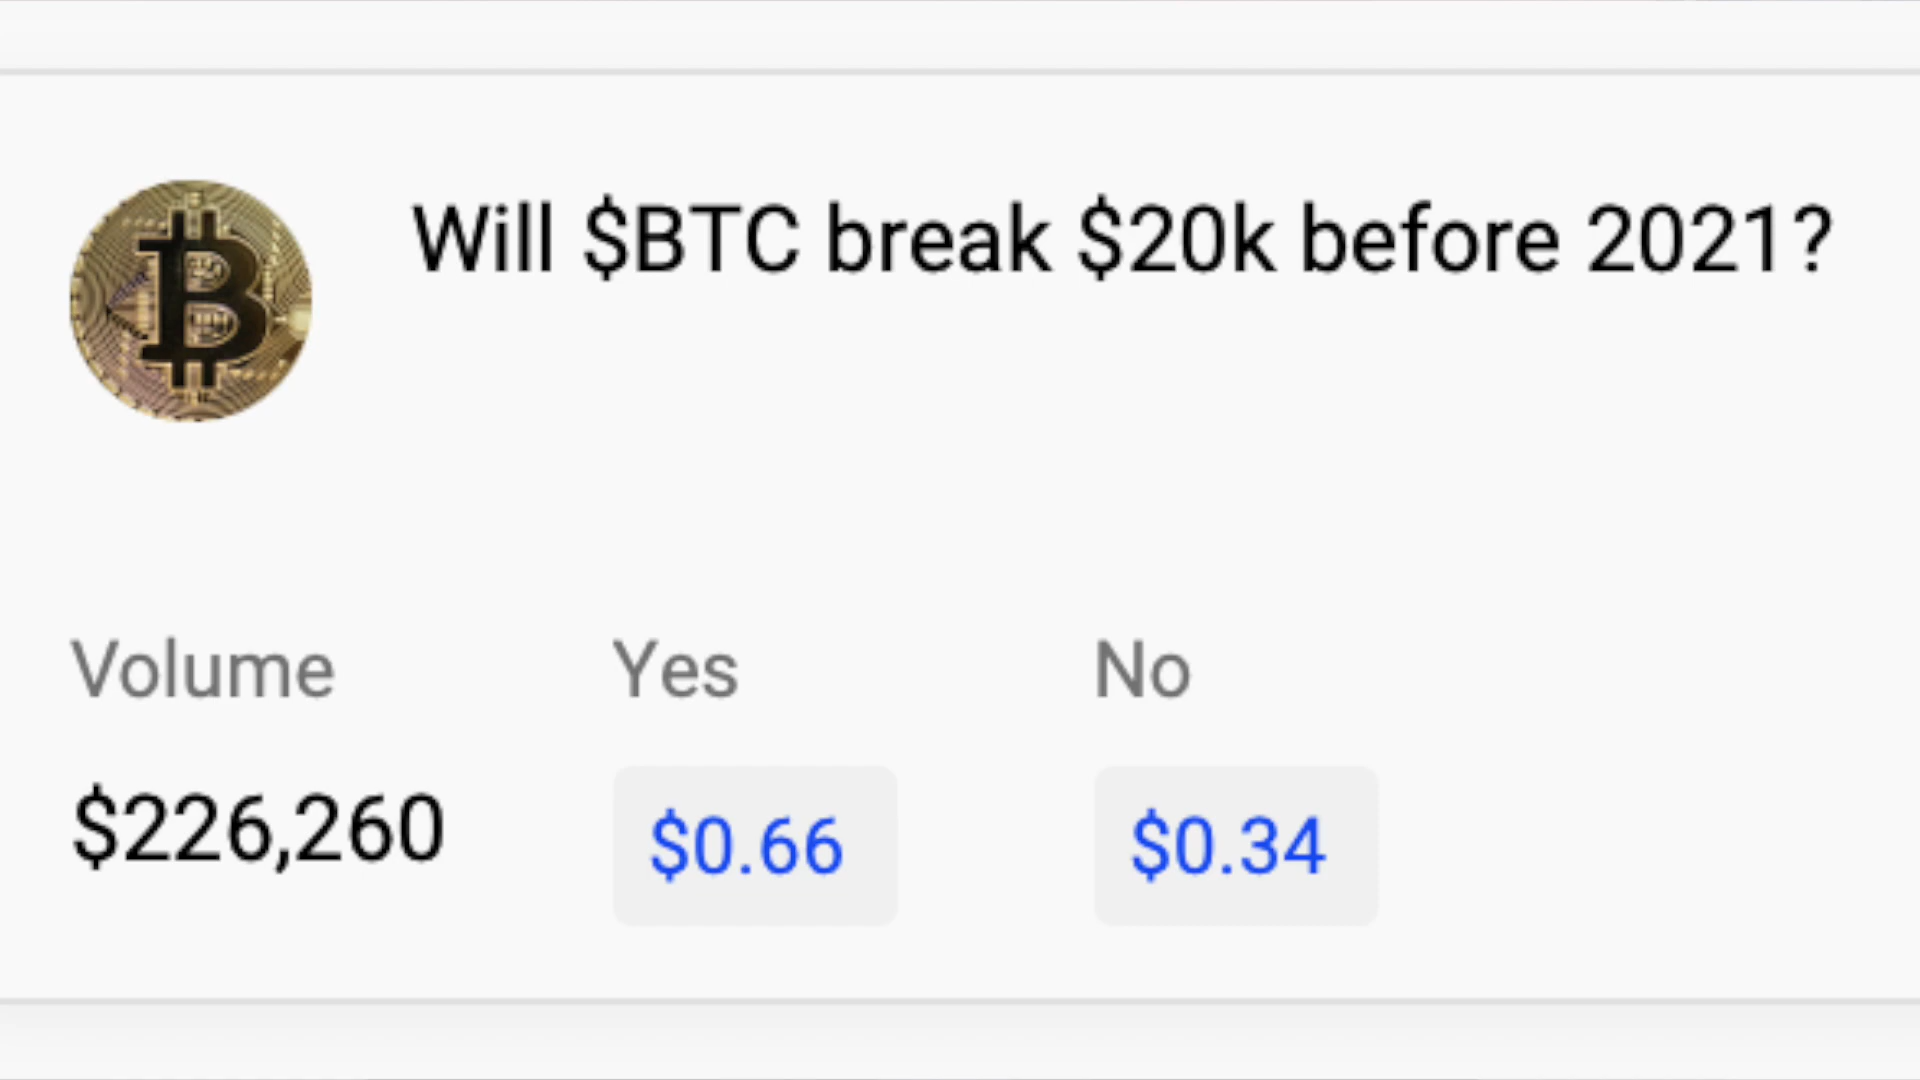 Will $BTC break $20k before 2021?
Volume Yes No
$226,260 $0.66 $0.34